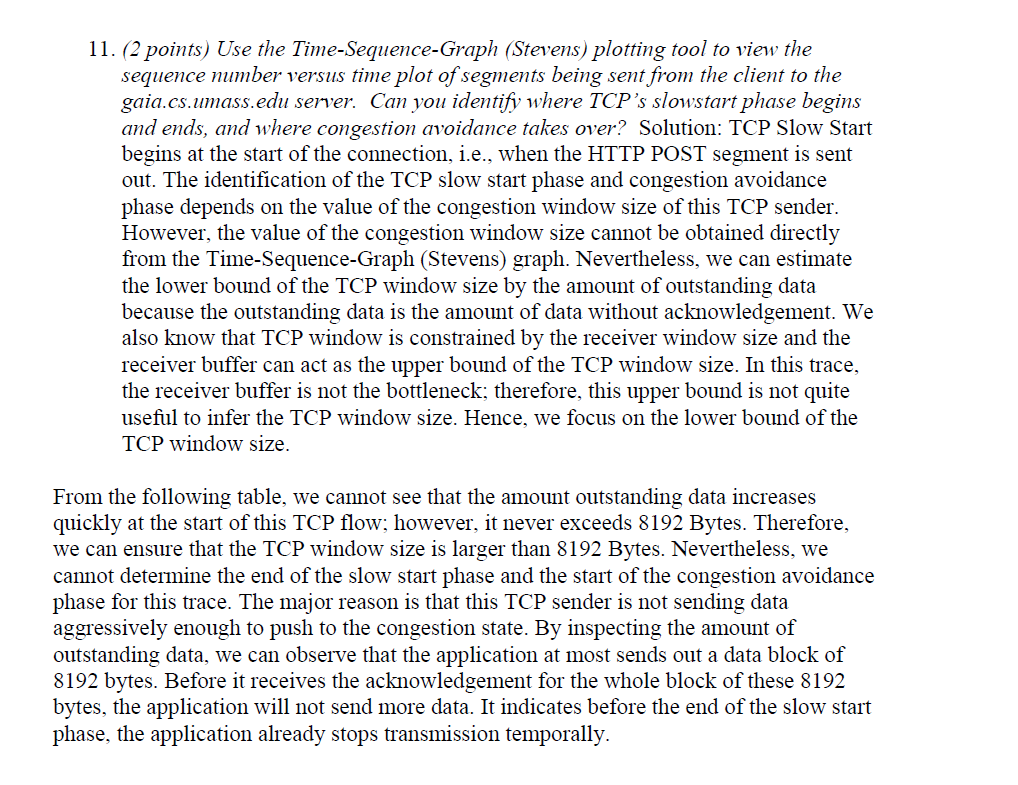 11. (2 points) Use the Time-Sequence-Graph (Stevens) plotting tool to view the
sequence number versus time plot of segments being sent from the client to the
gaia.cs.umass.edu server. Can you identify where TCP's slowstart phase begins
and ends, and where congestion avoidance takes over? Solution: TCP Slow Start
begins at the start of the connection, i.e., when the HTTP POST segment is sent
out. The identification of the TCP slow start phase and congestion avoidance
phase depends on the value of the congestion window size of this TCP sender.
However, the value of the congestion window size cannot be obtained directly
from the Time-Sequence-Graph (Stevens) graph. Nevertheless, we can estimate
the lower bound of the TCP window size by the amount of outstanding data
because the outstanding data is the amount of data without acknowledgement. We
also know that TCP window is constrained by the receiver window size and the
receiver buffer can act as the upper bound of the TCP window size. In this trace,
the receiver buffer is not the bottleneck; therefore, this upper bound is not quite
useful to infer the TCP window size. Hence, we focus on the lower bound of the
TCP window size.
From the following table, we cannot see that the amount outstanding data increases
quickly at the start of this TCP flow; however, it never exceeds 8192 Bytes. Therefore,
we can ensure that the TCP window size is larger than 8192 Bytes. Nevertheless, we
cannot determine the end of the slow start phase and the start of the congestion avoidance
phase for this trace. The major reason is that this TCP sender is not sending data
aggressively enough to push to the congestion state. By inspecting the amount of
outstanding data, we can observe that the application at most sends out a data block of
8192 bytes. Before it receives the acknowledgement for the whole block of these 8192
bytes, the application will not send more data. It indicates before the end of the slow start
phase, the application already stops transmission temporally.